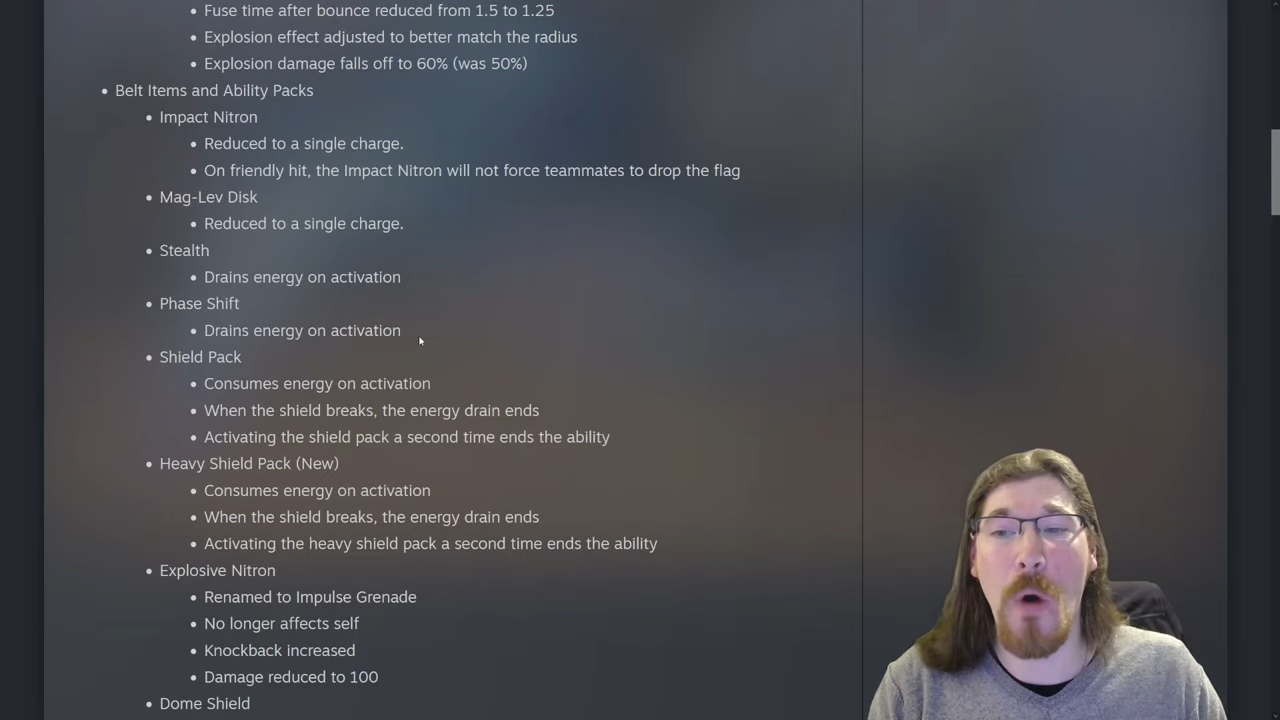 Fuse time after bounce reduced from 1.5 to 1.25
Explosion effect adjusted to better match the radius
Explosion damage falls off to 60% (was 50%)
Belt Items and Ability Packs
Impact Nitron
Reduced to a single charge.
On friendly hit, the Impact Nitron will not force teammates to drop the flag
Mag-Lev Disk
Reduced to a single charge.
Stealth
Drains energy on activation
Phase Shift
Drains energy on activation
Shield Pack
Consumes energy on activation
When the shield breaks, the energy drain ends
Activating the shield pack a second time ends the ability
Heavy Shield Pack (New)
Consumes energy on activation
When the shield breaks, the energy drain ends
Activating the heavy shield pack a second time ends the ability
Explosive Nitron
Renamed to Impulse Grenade
No longer affects self
Knockback increased
Damage reduced to 100
Dome Shield